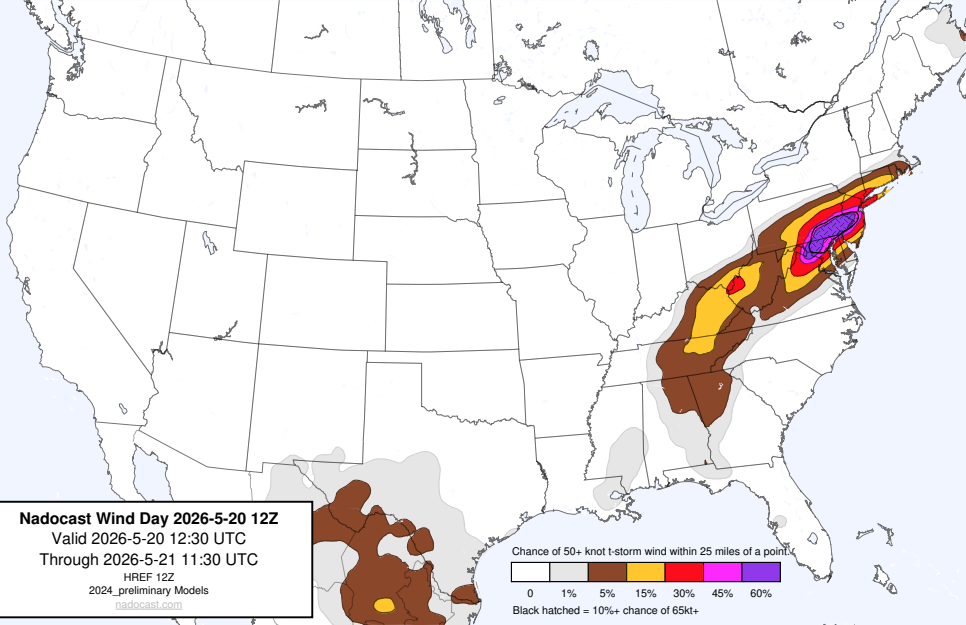 Nadocast Wind Day 2026-5-20 12Z
Valid 2026-5-20 12:30 UTC
Through 2026-5-21 11:30 UTC
HREF 12Z
2024_preliminary Models
nadocast.com
Chance of 50+ knot t-storm wind within 25 miles of a point.
0 1% 5% 15% 30% 45% 60%
Black hatched = 10%+ chance of 65kt+